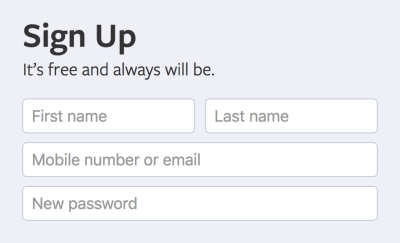 Sign Up
It's free and always will be.
First name Last name
Mobile number or email
New password